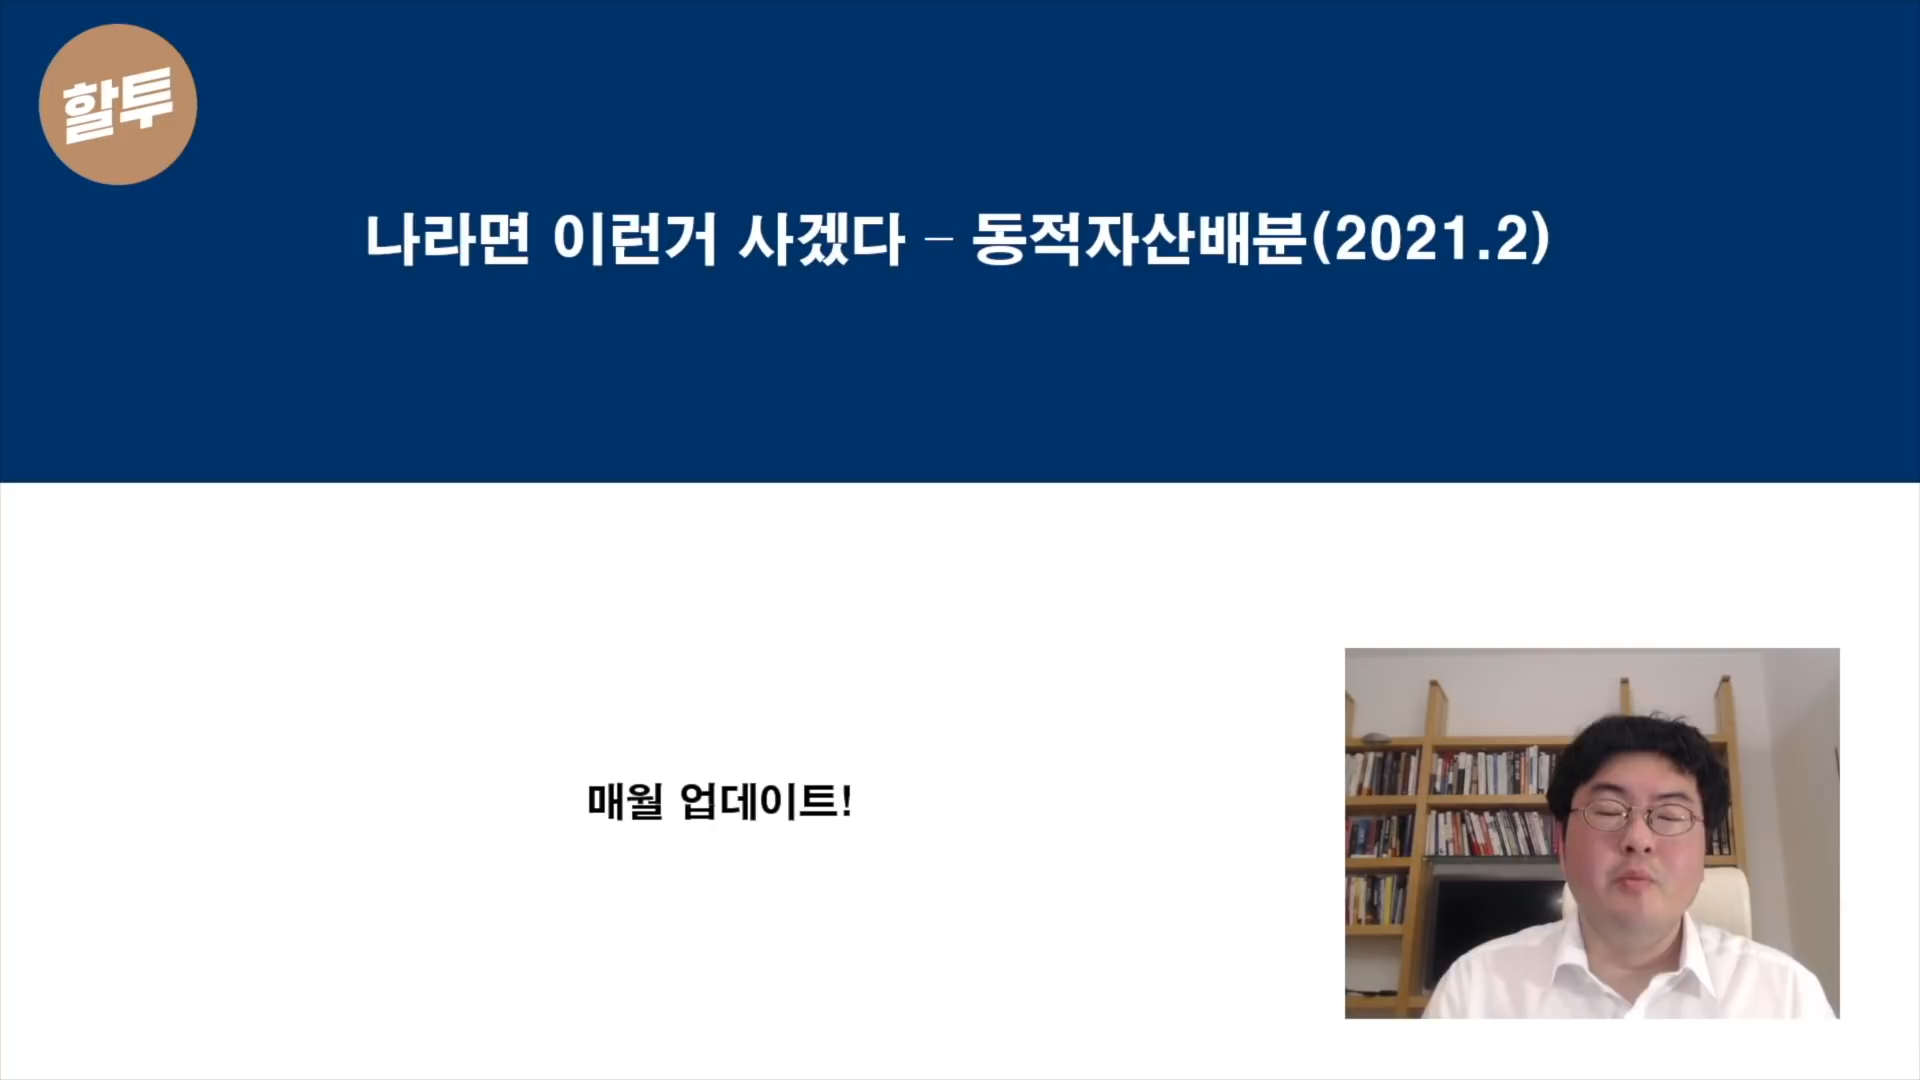 할투
나라면 이런거 사겠다 – 동적자산배분(2021.2)
매월 업데이트!